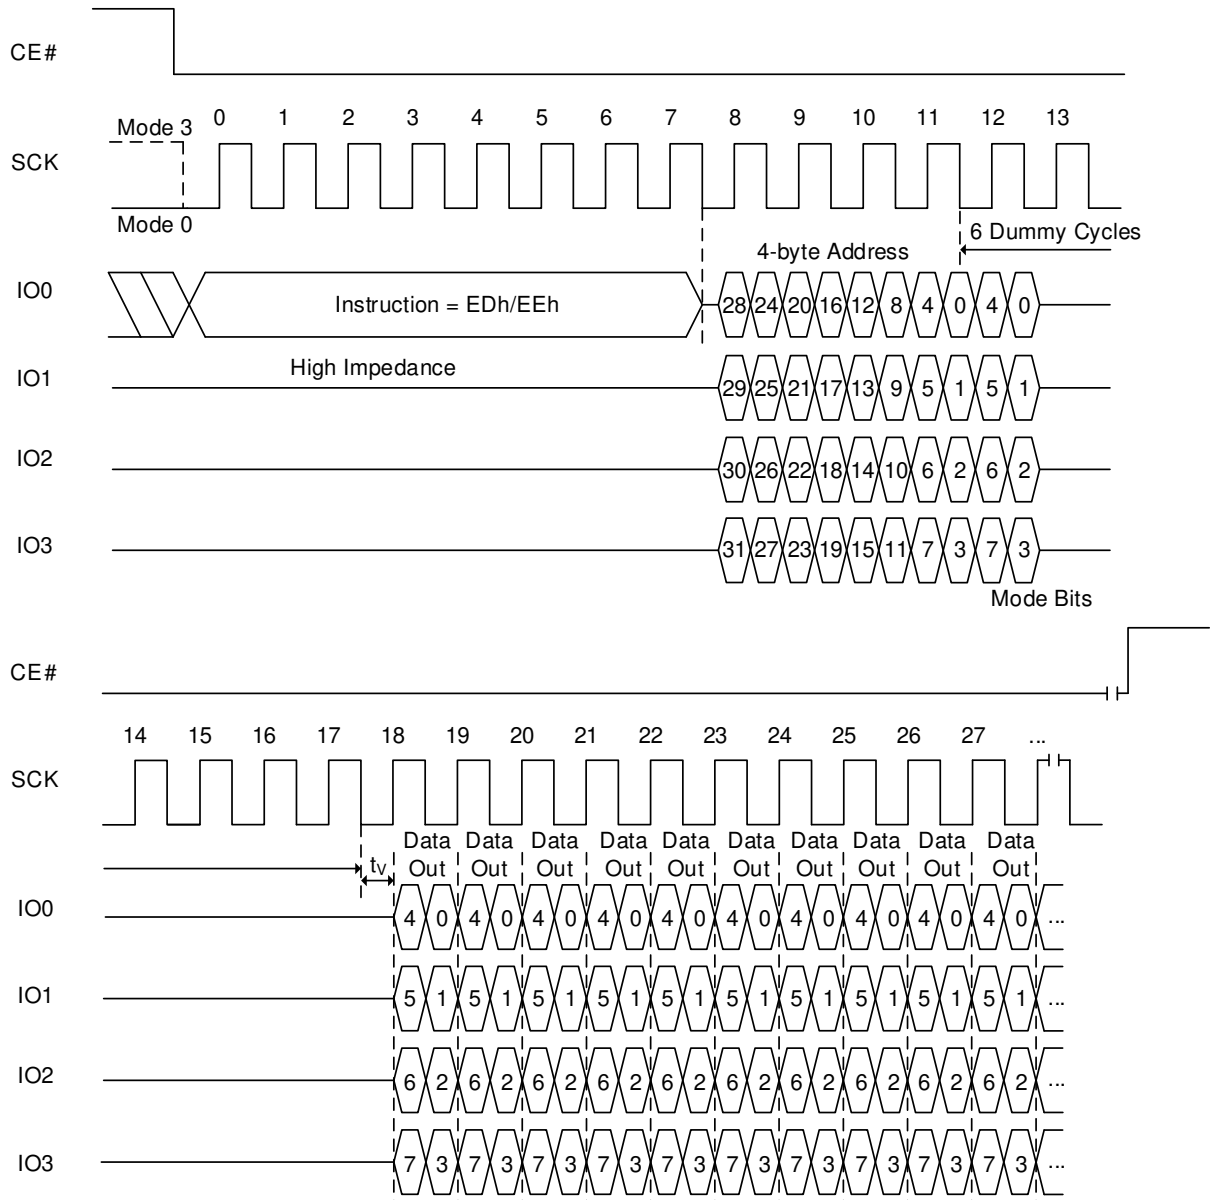 CE#
Mode 3 0 1 2 3 4 5 6 7 8 9 10 11 12 13
SCK
Mode 0
6 Dummy Cycles
4-byte Address
IO0 Instruction = EDh/EEh 28 24 20 16 12 8 4 0 4 0
High Impedance
IO1 29 25 21 17 13 9 5 1 5 1
IO2 30 26 22 18 14 10 6 2 6 2
IO3 31 27 23 19 15 11 7 3 7 3
Mode Bits
CE#
14 15 16 17 18 19 20 21 22 23 24 25 26 27 ...
SCK
Data Data Data Data Data Data Data Data Data Data
tV Out Out Out Out Out Out Out Out Out Out
IO0 4 0 4 0 4 0 4 0 4 0 4 0 4 0 4 0 4 0 4 0 ...
IO1 5 1 5 1 5 1 5 1 5 1 5 1 5 1 5 1 5 1 5 1 ...
IO2 6 2 6 2 6 2 6 2 6 2 6 2 6 2 6 2 6 2 6 2 ...
IO3 7 3 7 3 7 3 7 3 7 3 7 3 7 3 7 3 7 3 7 3 ...